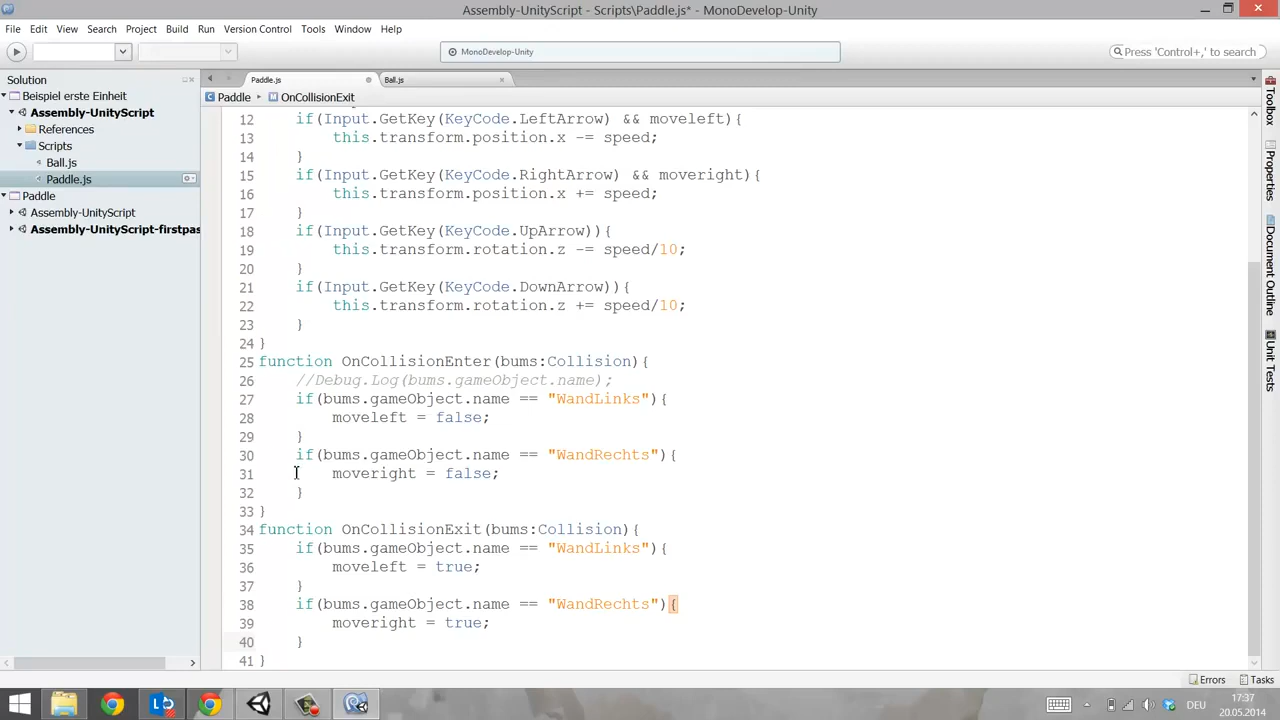 Assembly-UnityScript - Scripts\Paddle.js* - MonoDevelop-Unity
File Edit View Search Project Build Run Version Control Tools Window Help
MonoDevelop-Unity
Press 'Control+,' to search
Solution
Beispiel erste Einheit
Assembly-UnityScript
References
Scripts
Ball.js
Paddle.js
Paddle
Assembly-UnityScript
Assembly-UnityScript-firstpas
Paddle.js Ball.js
Paddle OnCollisionExit
12 if(Input.GetKey(KeyCode.LeftArrow) && moveleft){
13 this.transform.position.x -= speed;
14 }
15 if(Input.GetKey(KeyCode.RightArrow) && moveright){
16 this.transform.position.x += speed;
17 }
18 if(Input.GetKey(KeyCode.UpArrow)){
19 this.transform.rotation.z -= speed/10;
20 }
21 if(Input.GetKey(KeyCode.DownArrow)){
22 this.transform.rotation.z += speed/10;
23 }
24 }
25 function OnCollisionEnter(bums:Collision){
26 //Debug.Log(bums.gameObject.name);
27 if(bums.gameObject.name == "WandLinks"){
28 moveleft = false;
29 }
30 if(bums.gameObject.name == "WandRechts"){
31 moveright = false;
32 }
33 }
34 function OnCollisionExit(bums:Collision){
35 if(bums.gameObject.name == "WandLinks"){
36 moveleft = true;
37 }
38 if(bums.gameObject.name == "WandRechts"){
39 moveright = true;
40 }
41 }
Toolbox
Properties
Document Outline
Unit Tests
Errors Tasks
DEU
17:37
20.05.2014